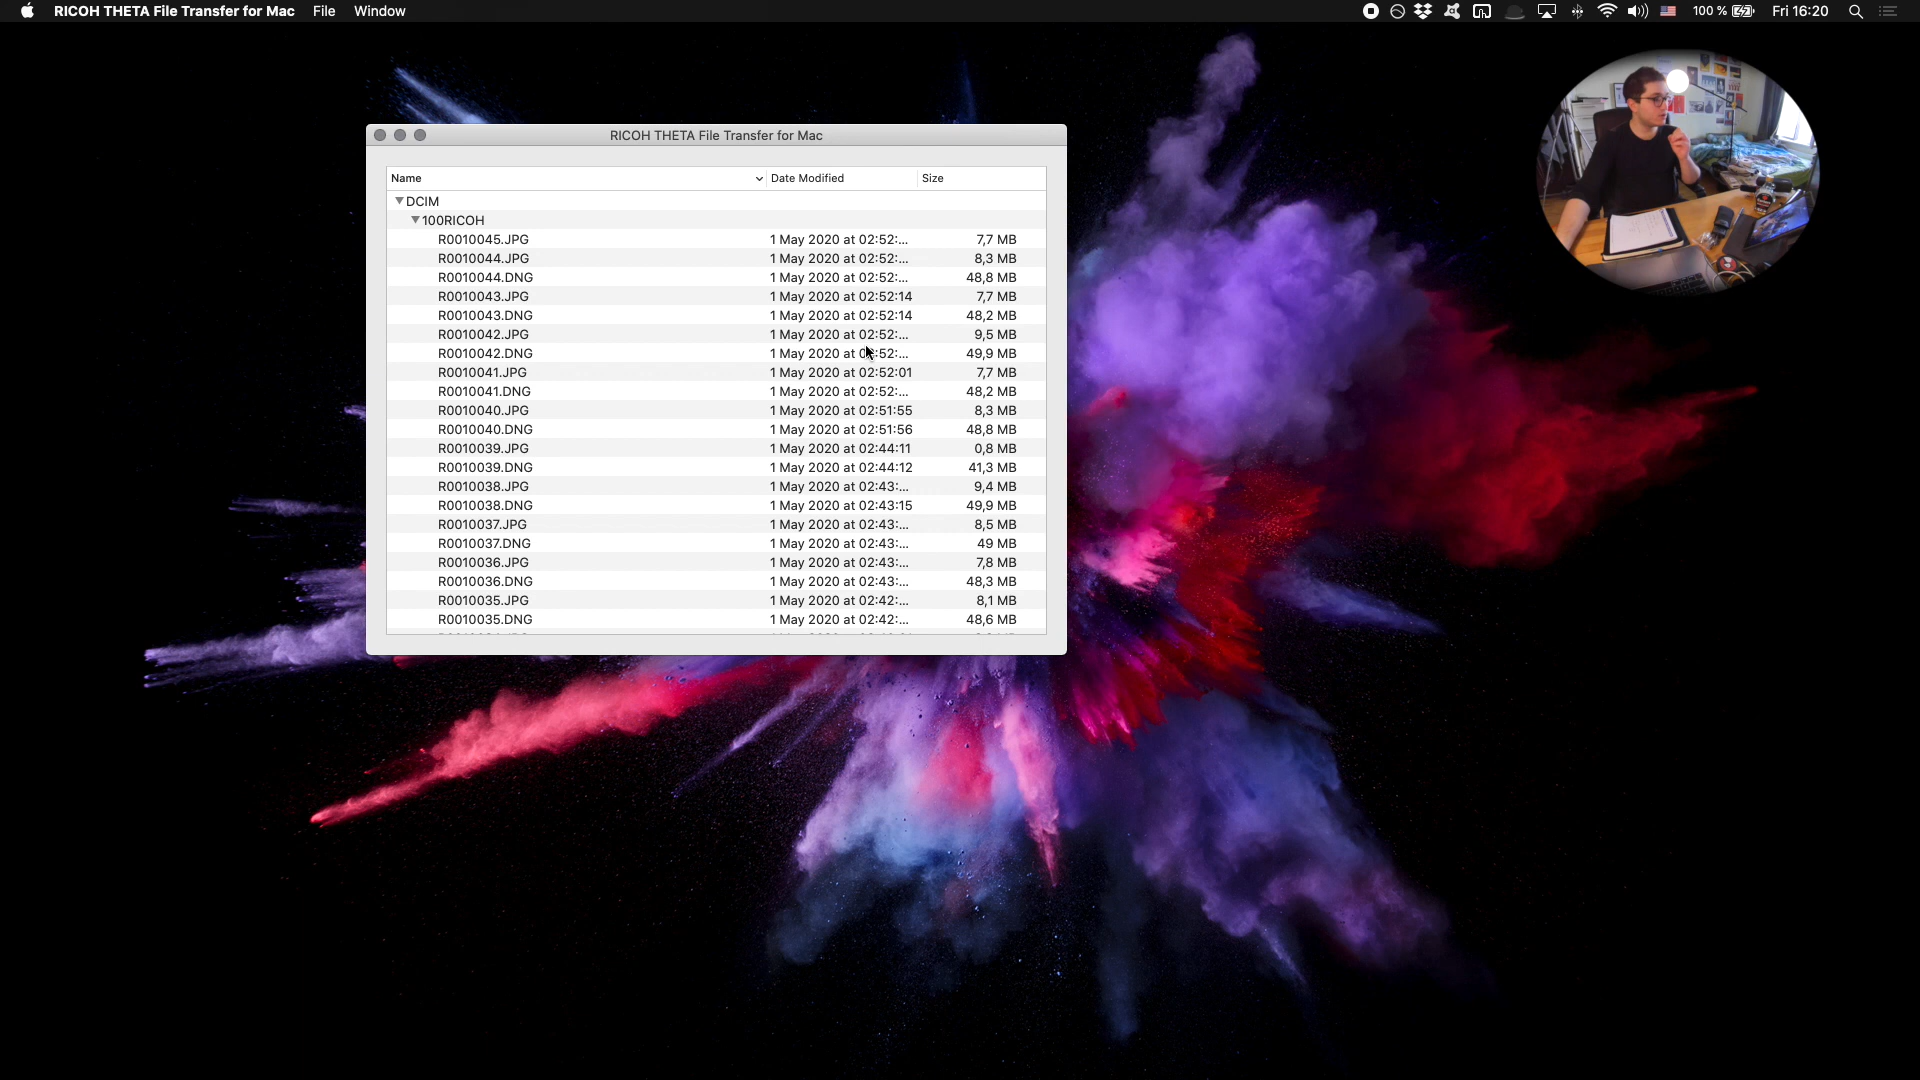 RICOH THETA File Transfer for Mac File Window 100 % Fri 16:20
RICOH THETA File Transfer for Mac
Name Date Modified Size
DCIM
100RICOH
R0010045.JPG 1 May 2020 at 02:52:... 7,7 MB
R0010044.JPG 1 May 2020 at 02:52:... 8,3 MB
R0010044.DNG 1 May 2020 at 02:52:... 48,8 MB
R0010043.JPG 1 May 2020 at 02:52:14 7,7 MB
R0010043.DNG 1 May 2020 at 02:52:14 48,2 MB
R0010042.JPG 1 May 2020 at 02:52:... 9,5 MB
R0010042.DNG 1 May 2020 at 02:52:... 49,9 MB
R0010041.JPG 1 May 2020 at 02:52:01 7,7 MB
R0010041.DNG 1 May 2020 at 02:52:... 48,2 MB
R0010040.JPG 1 May 2020 at 02:51:55 8,3 MB
R0010040.DNG 1 May 2020 at 02:51:56 48,8 MB
R0010039.JPG 1 May 2020 at 02:44:11 0,8 MB
R0010039.DNG 1 May 2020 at 02:44:12 41,3 MB
R0010038.JPG 1 May 2020 at 02:43:... 9,4 MB
R0010038.DNG 1 May 2020 at 02:43:15 49,9 MB
R0010037.JPG 1 May 2020 at 02:43:... 8,5 MB
R0010037.DNG 1 May 2020 at 02:43:... 49 MB
R0010036.JPG 1 May 2020 at 02:43:... 7,8 MB
R0010036.DNG 1 May 2020 at 02:43:... 48,3 MB
R0010035.JPG 1 May 2020 at 02:42:... 8,1 MB
R0010035.DNG 1 May 2020 at 02:42:... 48,6 MB